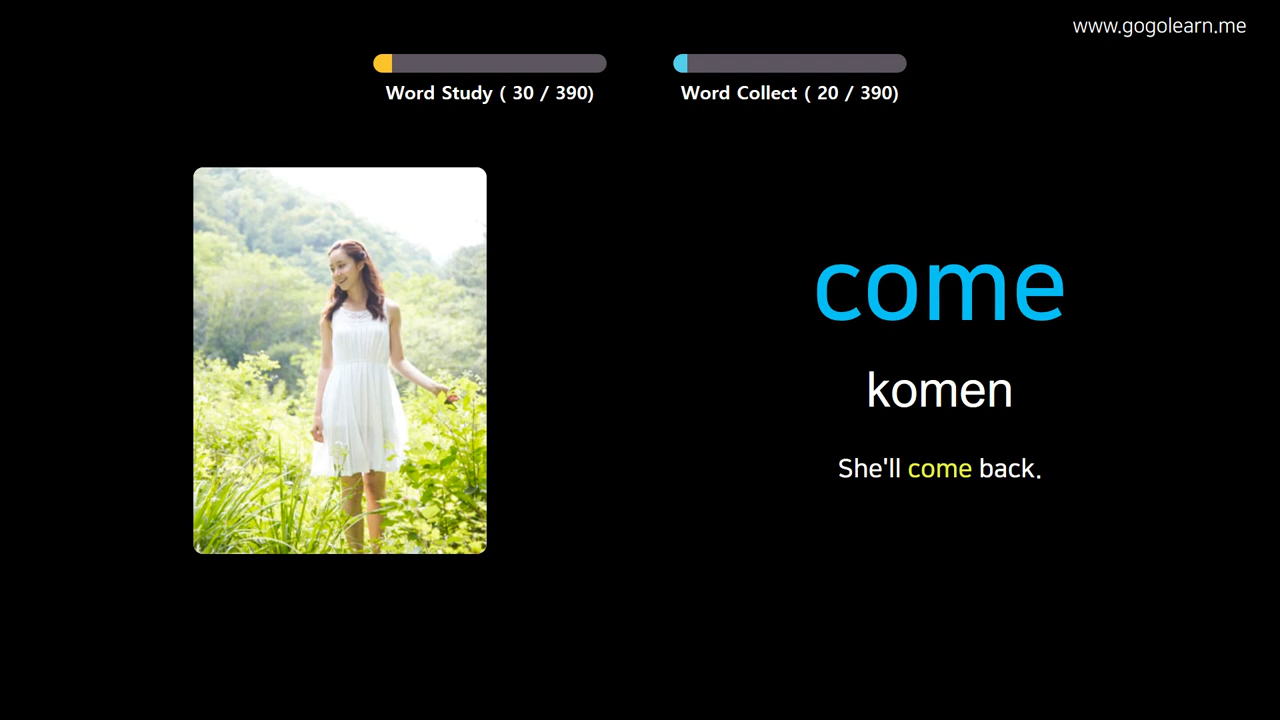 www.gogolearn.me
Word Study ( 30 / 390)
Word Collect ( 20 / 390)
come
komen
She'll come back.